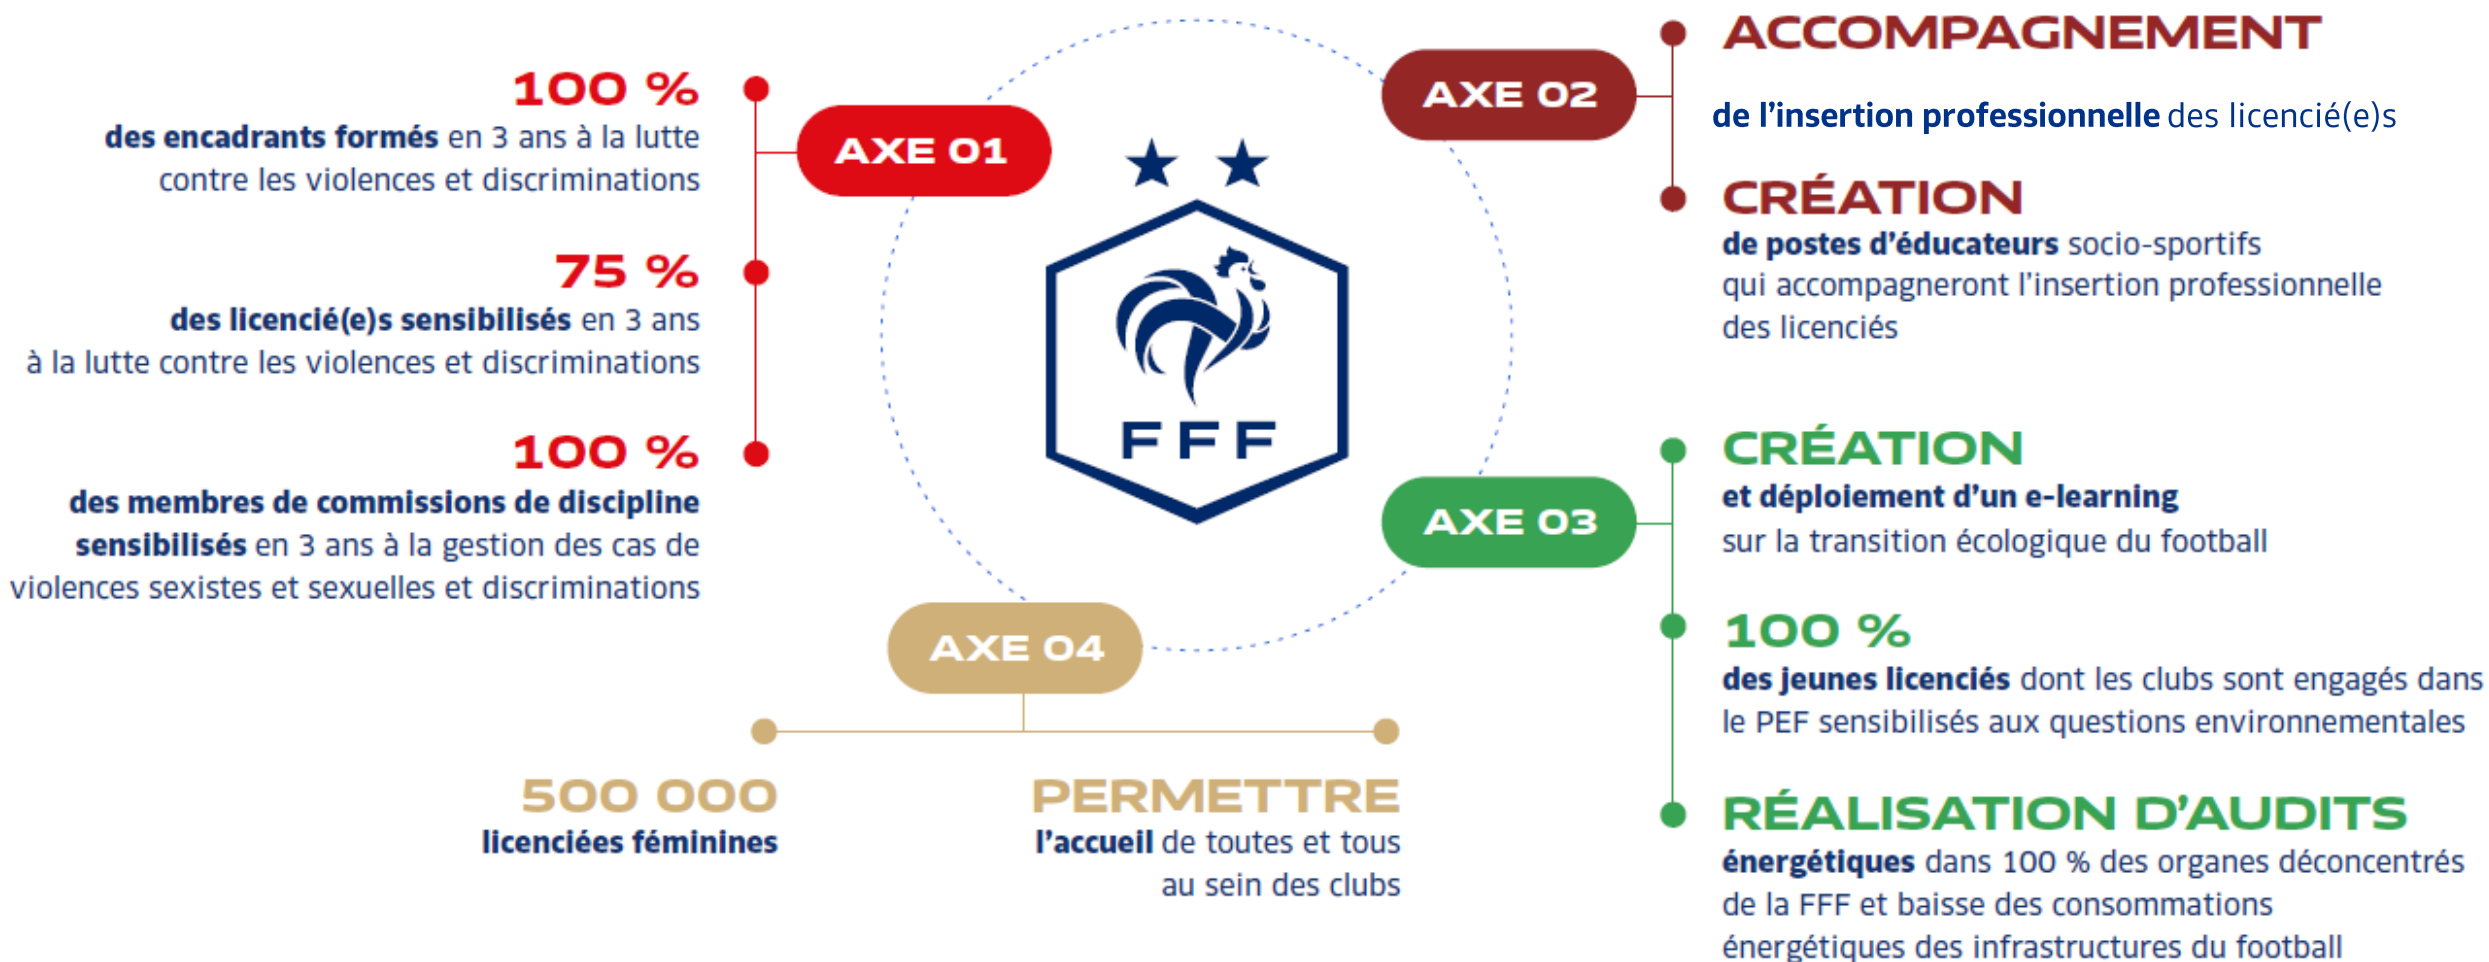 AXE 01
100 %
des encadrants formés en 3 ans à la lutte
contre les violences et discriminations
75 %
des licencié(e)s sensibilisés en 3 ans
à la lutte contre les violences et discriminations
100 %
des membres de commissions de discipline
sensibilisés en 3 ans à la gestion des cas de
violences sexistes et sexuelles et discriminations
FFF
AXE 02
ACCOMPAGNEMENT
de l’insertion professionnelle des licencié(e)s
CRÉATION
de postes d’éducateurs socio-sportifs
qui accompagneront l’insertion professionnelle
des licenciés
AXE 03
CRÉATION
et déploiement d’un e-learning
sur la transition écologique du football
100 %
des jeunes licenciés dont les clubs sont engagés dans
le PEF sensibilisés aux questions environnementales
RÉALISATION D’AUDITS
énergétiques dans 100 % des organes déconcentrés
de la FFF et baisse des consommations
énergétiques des infrastructures du football
AXE 04
500 000
licenciées féminines
PERMETTRE
l’accueil de toutes et tous
au sein des clubs